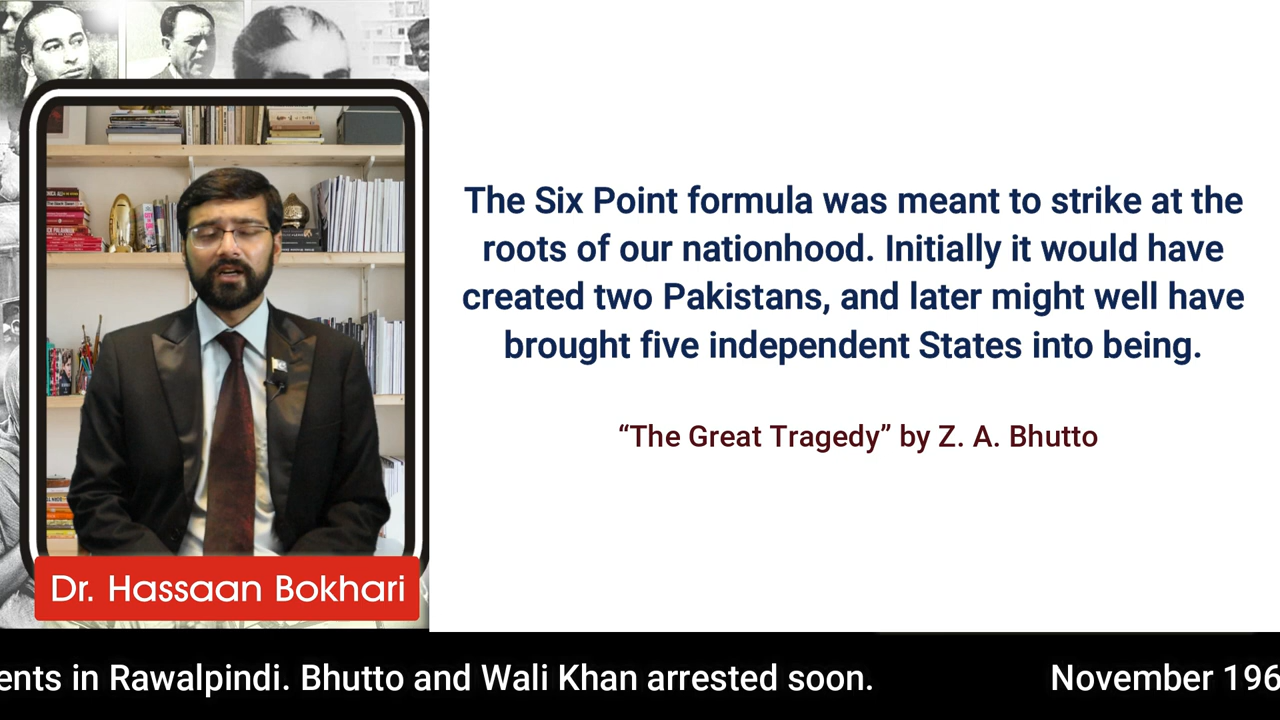 The Six Point formula was meant to strike at the
roots of our nationhood. Initially it would have
created two Pakistans, and later might well have
brought five independent States into being.
“The Great Tragedy” by Z. A. Bhutto
Dr. Hassaan Bokhari
ents in Rawalpindi. Bhutto and Wali Khan arrested soon. November 196